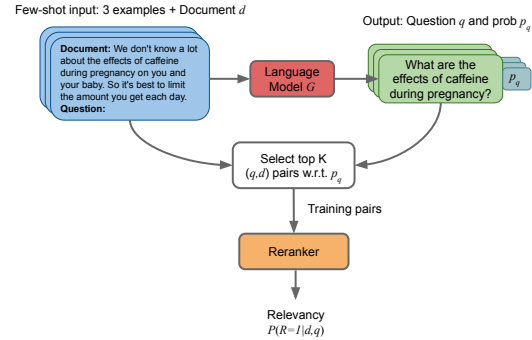 Few-shot input: 3 examples + Document d
Output: Question q and prob p_q
Document: We don't know a lot
about the effects of caffeine
during pregnancy on you and
your baby. So it's best to limit
the amount you get each day.
Question:
Language
Model G
What are the
effects of caffeine
during pregnancy?
p_q
Select top K
(q,d) pairs w.r.t. p_q
Training pairs
Reranker
Relevancy
P(R=1|d,q)